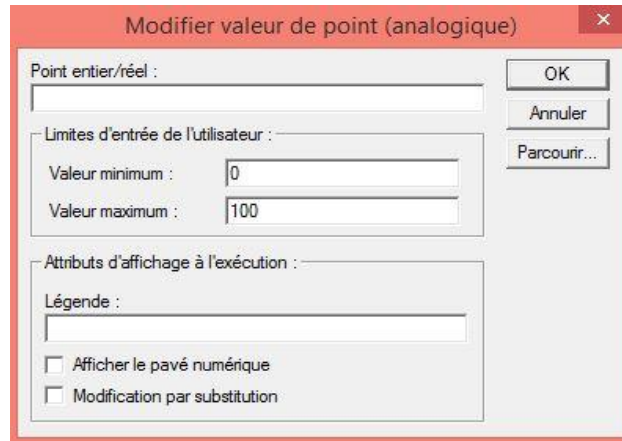 Modifier valeur de point (analogique)
Point entier/réel :
OK
Annuler
Limites d'entrée de l'utilisateur :
Parcourir...
Valeur minimum :
0
Valeur maximum :
100
Attributs d'affichage à l'exécution :
Légende :
Afficher le pavé numérique
Modification par substitution